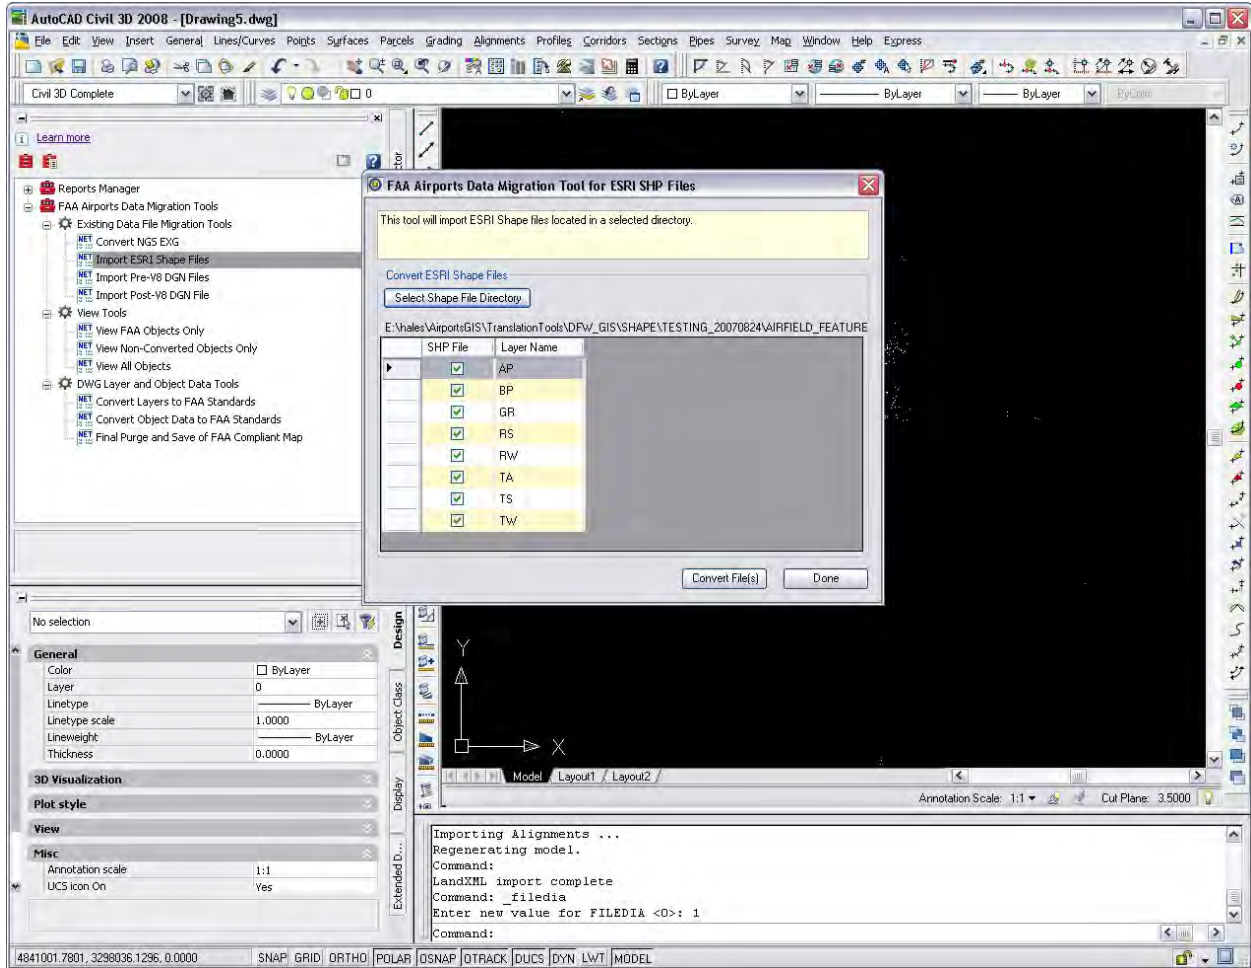 AutoCAD Civil 3D 2008 - [Drawing5.dwg]
File Edit View Insert General Lines/Curves Points Surfaces Parcels Grading Alignments Profiles Corridors Sections Pipes Survey Map Window Help Express
Civil 3D Complete
0
ByLayer
ByLayer
ByLayer
ByColor
Learn more
Reports Manager
FAA Airports Data Migration Tools
Existing Data File Migration Tools
NET Convert NGS EXG
NET Import ESRI Shape Files
NET Import Pre-V8 DGN Files
NET Import Post-V8 DGN File
View Tools
NET View FAA Objects Only
NET View Non-Converted Objects Only
NET View All Objects
DWG Layer and Object Data Tools
NET Convert Layers to FAA Standards
NET Convert Object Data to FAA Standards
NET Final Purge and Save of FAA Compliant Map
FAA Airports Data Migration Tool for ESRI SHP Files
This tool will import ESRI Shape files located in a selected directory.
Convert ESRI Shape Files
Select Shape File Directory
E:\hales\AirportsGIS\TranslationTools\DFW_GIS\SHAPE\TESTING_20070824\AIRFIELD_FEATURE
SHP File Layer Name
AP
BP
GR
RS
RW
TA
TS
TW
Convert File(s) Done
No selection
General
Color ByLayer
Layer 0
Linetype ByLayer
Linetype scale 1.0000
Lineweight ByLayer
Thickness 0.0000
3D Visualization
Plot style
View
Misc
Annotation scale 1:1
UCS icon On Yes
Design
Object Class
Display
Extended D...
Y
X
Model Layout1 Layout2
Annotation Scale: 1:1 Cut Plane: 3.5000
Importing Alignments ...
Regenerating model.
Command:
LandXML import complete
Command: _filedia
Enter new value for FILEDIA <0>: 1
Command:
4841001.7801, 3298036.1296, 0.0000 SNAP GRID ORTHO POLAR OSNAP OTRACK DUCS DYN LWT MODEL